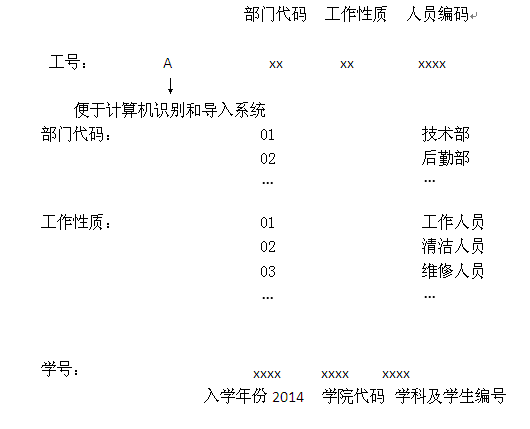 部门代码 工作性质 人员编码
工号： A xx xx xxxx
便于计算机识别和导入系统
部门代码： 01 技术部
02 后勤部
… …
工作性质： 01 工作人员
02 清洁人员
03 维修人员
… …
学号： xxxx xxxx xxxx
入学年份 2014 学院代码 学科及学生编号